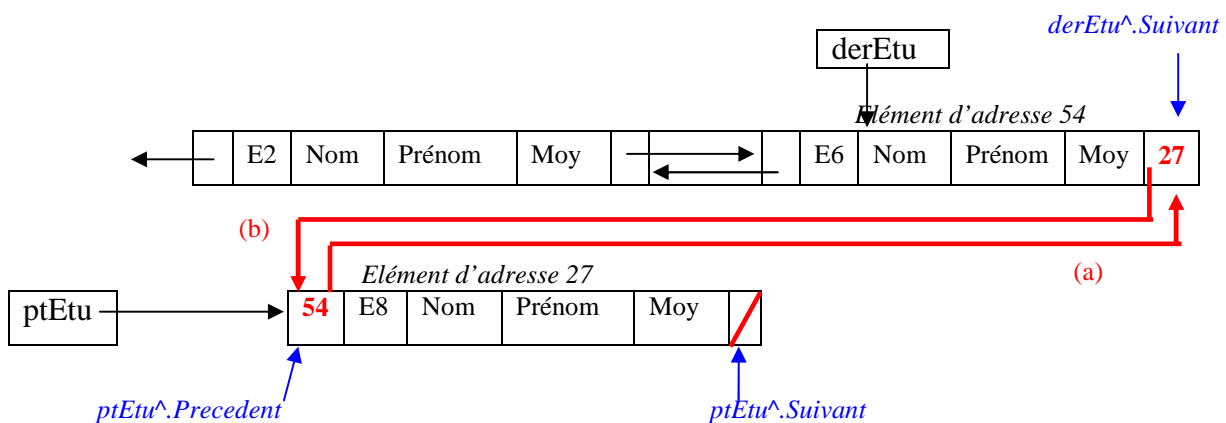 derEtu^.Suivant
derEtu
Elément d'adresse 54
E2 Nom Prénom Moy E6 Nom Prénom Moy 27
(b)
(a)
Elément d'adresse 27
ptEtu 54 E8 Nom Prénom Moy
ptEtu^.Precedent ptEtu^.Suivant